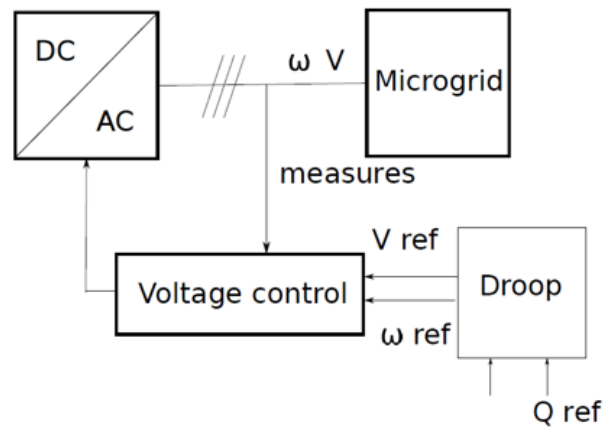 DC
AC
ω V
Microgrid
measures
Voltage control
V ref
ω ref
Droop
Q ref